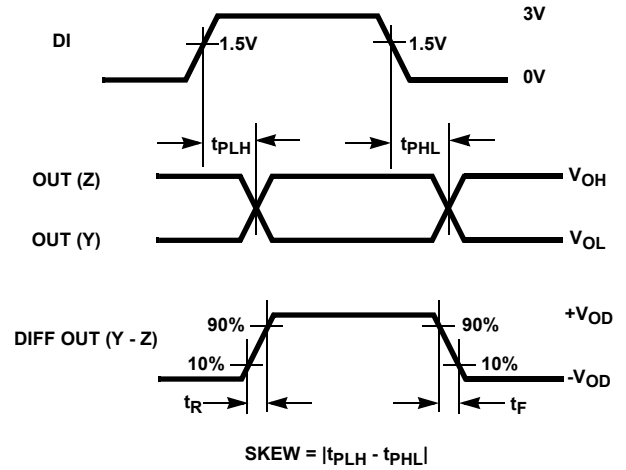 3V
DI
1.5V
1.5V
0V
tPLH
tPHL
OUT (Z)
VOH
OUT (Y)
VOL
+VOD
90%
90%
DIFF OUT (Y - Z)
10%
10%
-VOD
tR
tF
SKEW = |tPLH - tPHL|